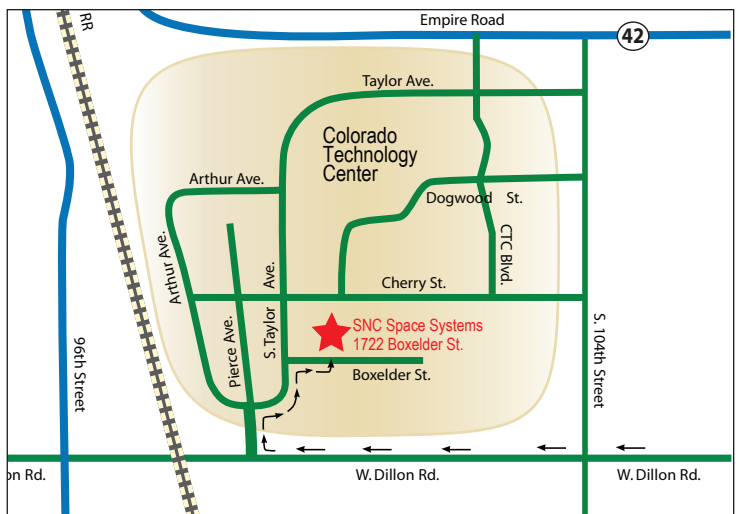 RR
Empire Road
42
Taylor Ave.
Colorado
Technology
Center
Arthur Ave.
Dogwood St.
Arthur Ave.
S. Taylor Ave.
CTC Blvd.
Cherry St.
Pierce Ave.
SNC Space Systems
1722 Boxelder St.
Boxelder St.
96th Street
S. 104th Street
on Rd.
W. Dillon Rd.
W. Dillon Rd.